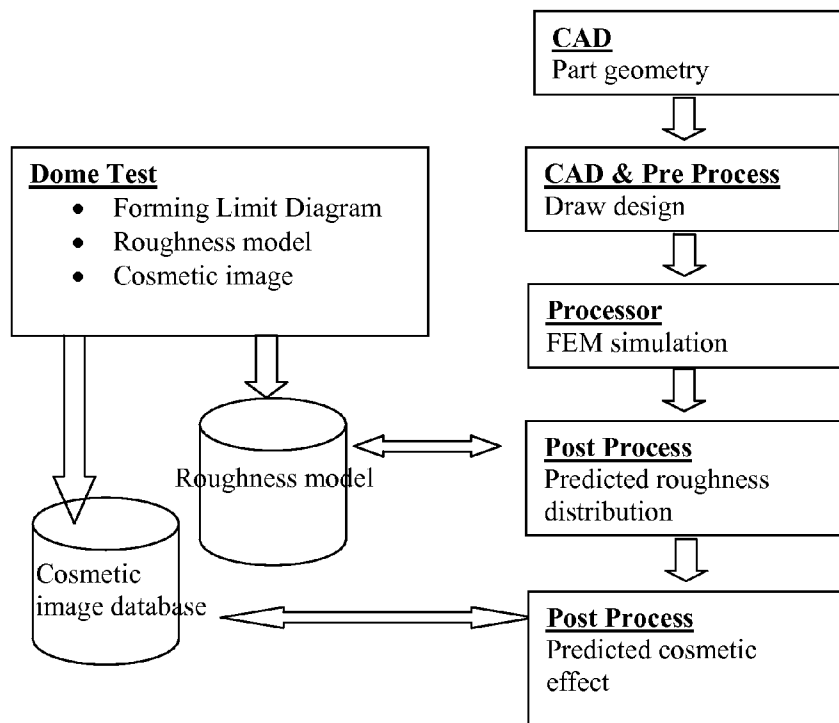 CAD
Part geometry
Dome Test
• Forming Limit Diagram
• Roughness model
• Cosmetic image
CAD & Pre Process
Draw design
Processor
FEM simulation
Roughness model
Post Process
Predicted roughness
distribution
Cosmetic
image database
Post Process
Predicted cosmetic
effect